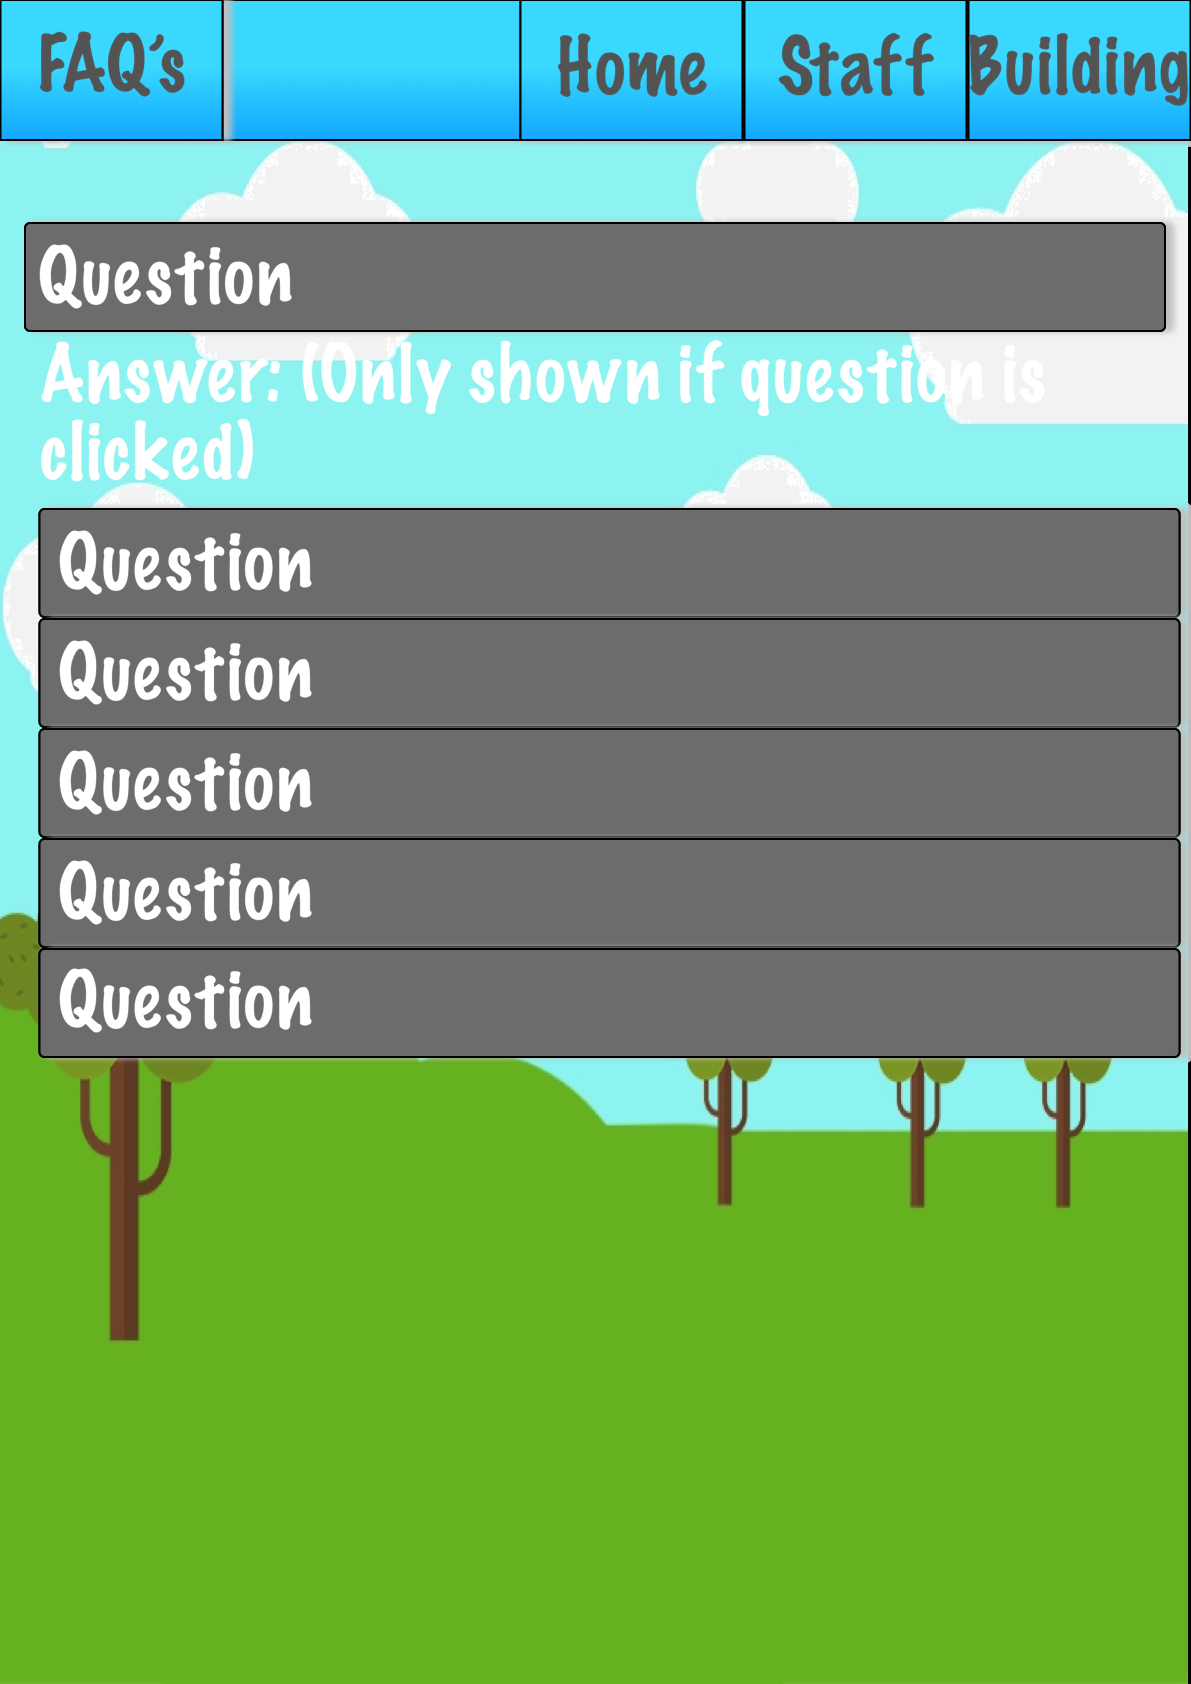 FAQ's Home Staff Building
Question
Answer: (Only shown if question is
clicked)
Question
Question
Question
Question
Question